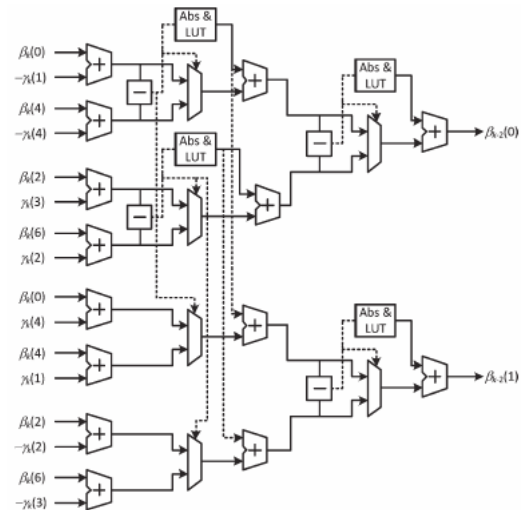 Abs &
LUT
βₖ(0)
−γₖ(1)
+
−
βₖ(4)
−γₖ(4)
+
+
Abs &
LUT
−
+
βₖ₋₂(0)
Abs &
LUT
βₖ(2)
γₖ(3)
+
−
+
βₖ(6)
γₖ(2)
+
βₖ(0)
γₖ(4)
+
+
βₖ(4)
γₖ(1)
+
Abs &
LUT
−
+
βₖ₋₂(1)
βₖ(2)
−γₖ(2)
+
+
βₖ(6)
−γₖ(3)
+